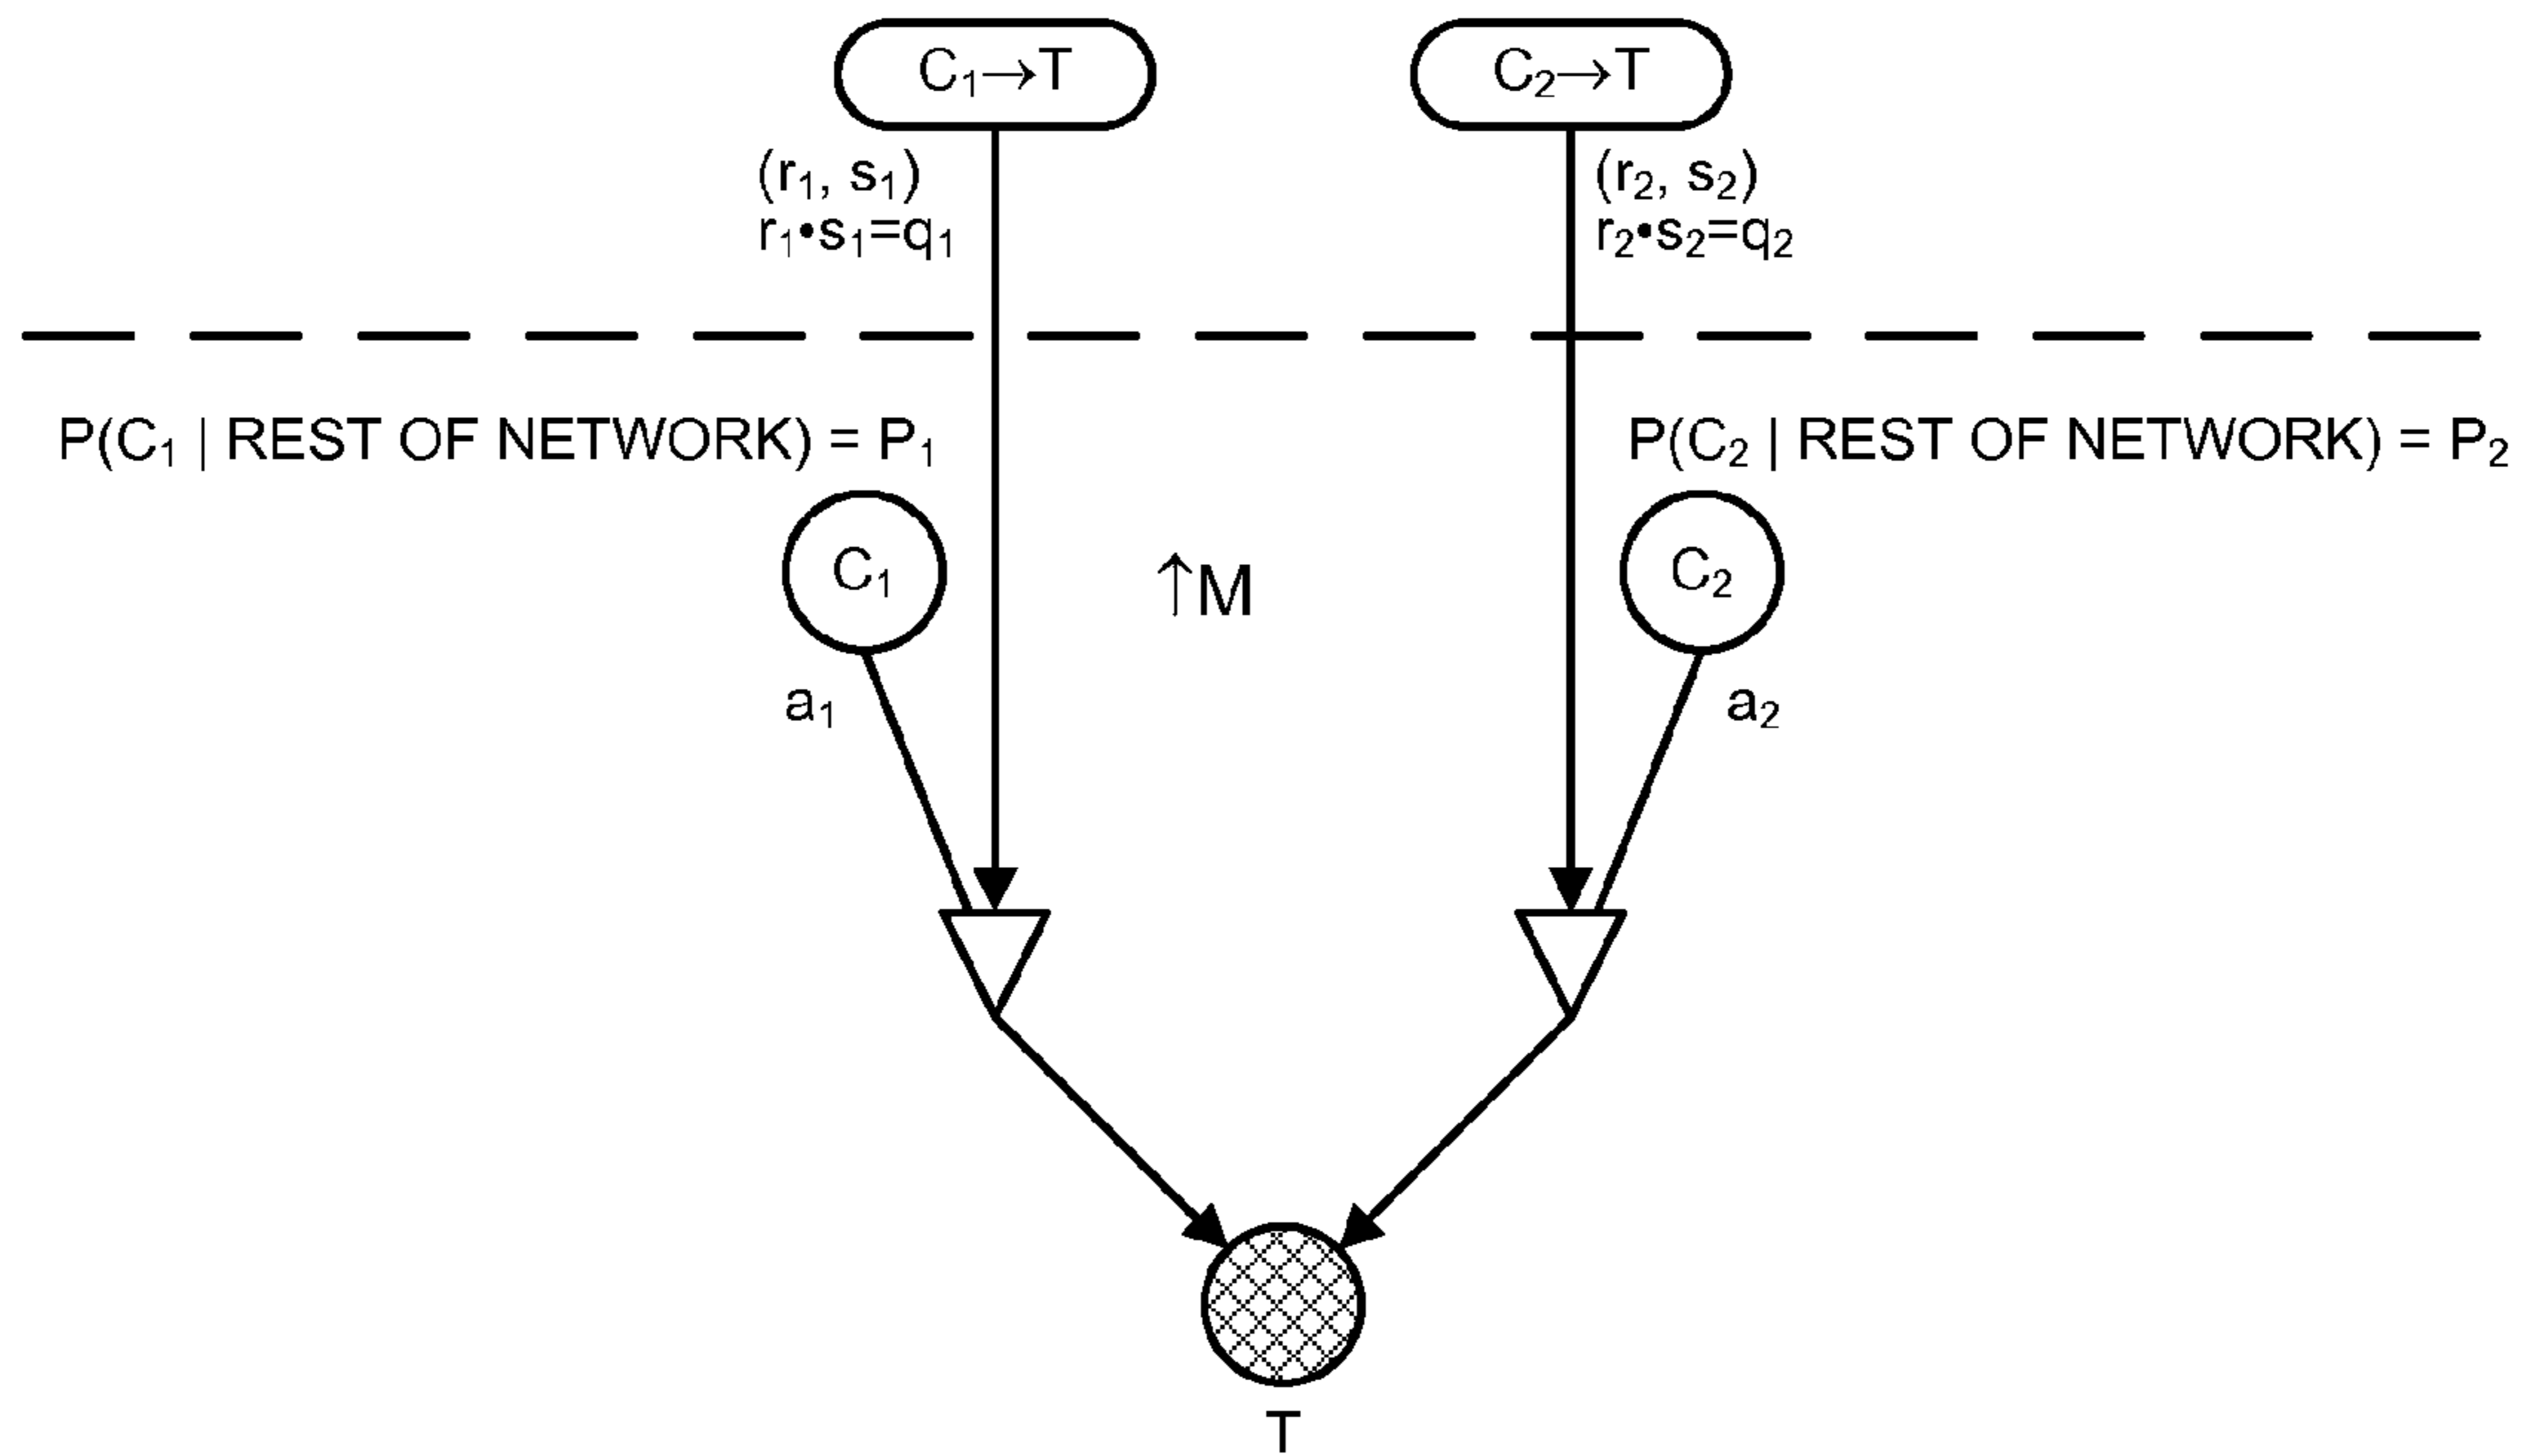 C₁→T
C₂→T
(r₁, s₁)
r₁•s₁=q₁
(r₂, s₂)
r₂•s₂=q₂
P(C₁ | REST OF NETWORK) = P₁
P(C₂ | REST OF NETWORK) = P₂
C₁
↑M
C₂
a₁
a₂
T